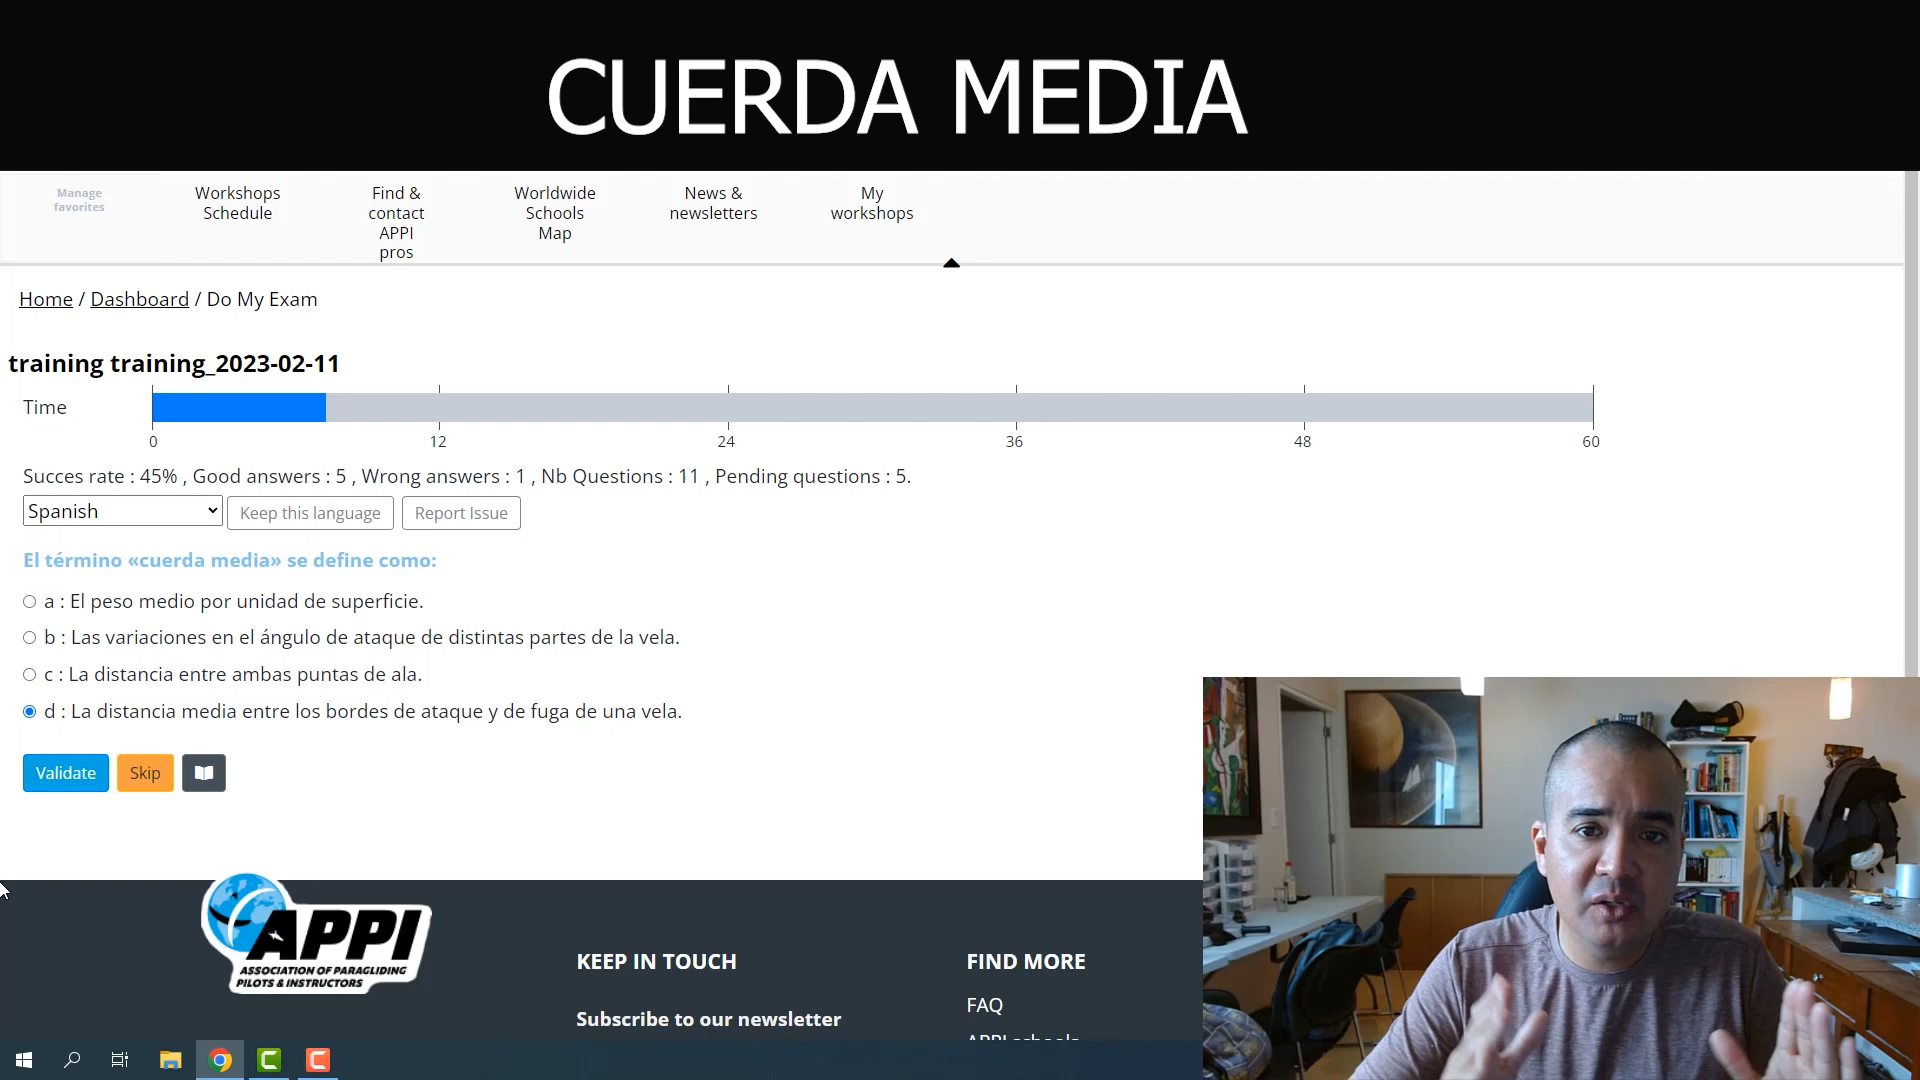 CUERDA MEDIA
Manage
favorites
Workshops
Schedule
Find &
contact
APPI
pros
Worldwide
Schools
Map
News &
newsletters
My
workshops
Home / Dashboard / Do My Exam
training training_2023-02-11
Time
0 12 24 36 48 60
Succes rate : 45% , Good answers : 5 , Wrong answers : 1 , Nb Questions : 11 , Pending questions : 5.
Spanish Keep this language Report Issue
El término «cuerda media» se define como:
a : El peso medio por unidad de superficie.
b : Las variaciones en el ángulo de ataque de distintas partes de la vela.
c : La distancia entre ambas puntas de ala.
d : La distancia media entre los bordes de ataque y de fuga de una vela.
Validate Skip
APPI
ASSOCIATION OF PARAGLIDING
PILOTS & INSTRUCTORS
KEEP IN TOUCH
Subscribe to our newsletter
FIND MORE
FAQ
APPI schools